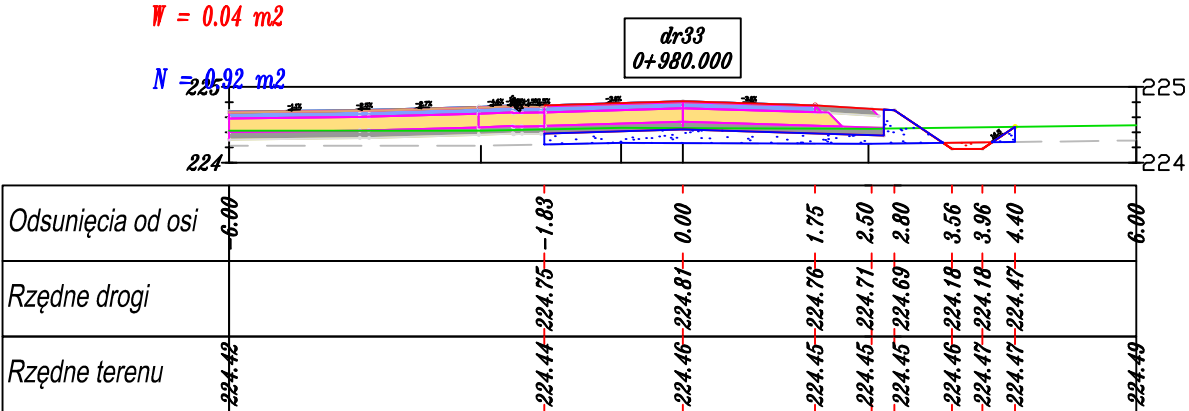 W = 0.04 m2
dr33
0+980.000
N = 0.92 m2
225 225
224 224
Odsunięcia od osi -6.00 -1.83 0.00 1.75 2.50 2.80 3.56 3.96 4.40 6.00
Rzędne drogi 224.75 224.81 224.76 224.71 224.69 224.18 224.18 224.47
Rzędne terenu 224.42 224.44 224.46 224.45 224.45 224.45 224.46 224.47 224.47 224.49